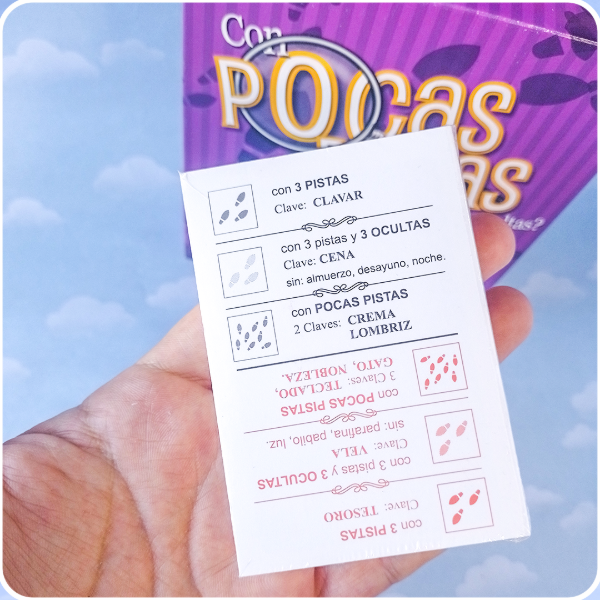 Con
POCas
con 3 PISTAS
Clave: CLAVAR
con 3 pistas y 3 OCULTAS
Clave: CENA
sin: almuerzo, desayuno, noche.
con POCAS PISTAS
2 Claves: CREMA
LOMBRIZ
con 3 PISTAS
Clave: TESORO
con 3 pistas y 3 OCULTAS
Clave: VELA
sin: parafina, pabilo, luz.
con POCAS PISTAS
3 Claves: TECLADO,
GATO, NOBLEZA.